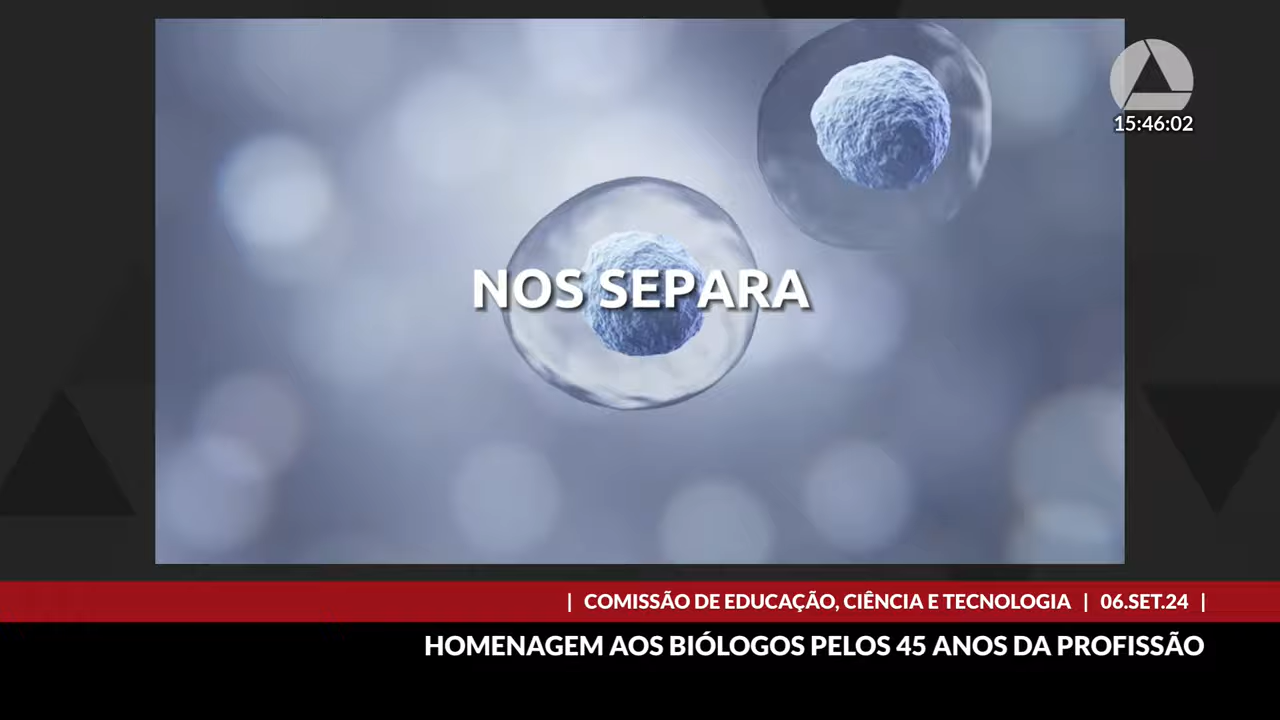 15:46:02
NOS SEPARA
| COMISSÃO DE EDUCAÇÃO, CIÊNCIA E TECNOLOGIA | 06.SET.24 |
HOMENAGEM AOS BIÓLOGOS PELOS 45 ANOS DA PROFISSÃO